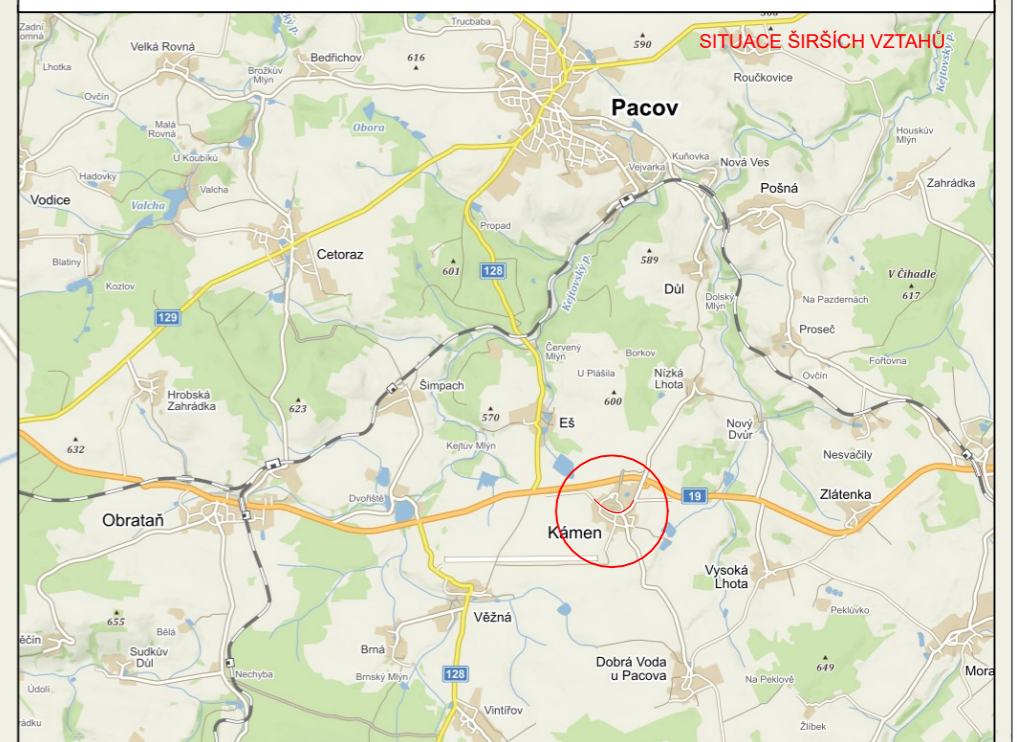 Trucbaba
SITUACE ŠIRŠÍCH VZTAHŮ
Zadní
Velká Rovná
Bedřichov
616
590
Lhotka
Brožkův
Mlýn
Roučkovice
Kejtovský p.
Ovčín
Pacov
Malá
Rovná
Obora
Houskův
Mlýn
U Koubíků
Kuňovka
Nová Ves
Vejvarka
Hadovky
Valcha
Pošná
Zahrádka
Vodice
Valcha
Propad
Cetoraz
589
Blatiny
601
128
Kejtovský p.
V Čihadle
617
Kozlov
Důl
Dolský
Mlýn
Na Pazdernách
129
Proseč
Červený
Mlýn
Borkov
Fořtovna
U Plášila
Nízká
Lhota
Ovčín
Šimpach
Hrobská
Zahrádka
623
570
600
Eš
Nový
Dvůr
632
Kejtův Mlýn
Nesvačily
Dvořiště
19
Zlátenka
Obrataň
Kámen
Vysoká
Lhota
655
Věžná
Peklůvko
Bělá
ěčín
Sudkův
Důl
Brná
Dobrá Voda
u Pacova
649
Mora
Nechyba
Brnský Mlýn
128
Na Peklově
Údolí
Vintířov
Žlíbek
rádku